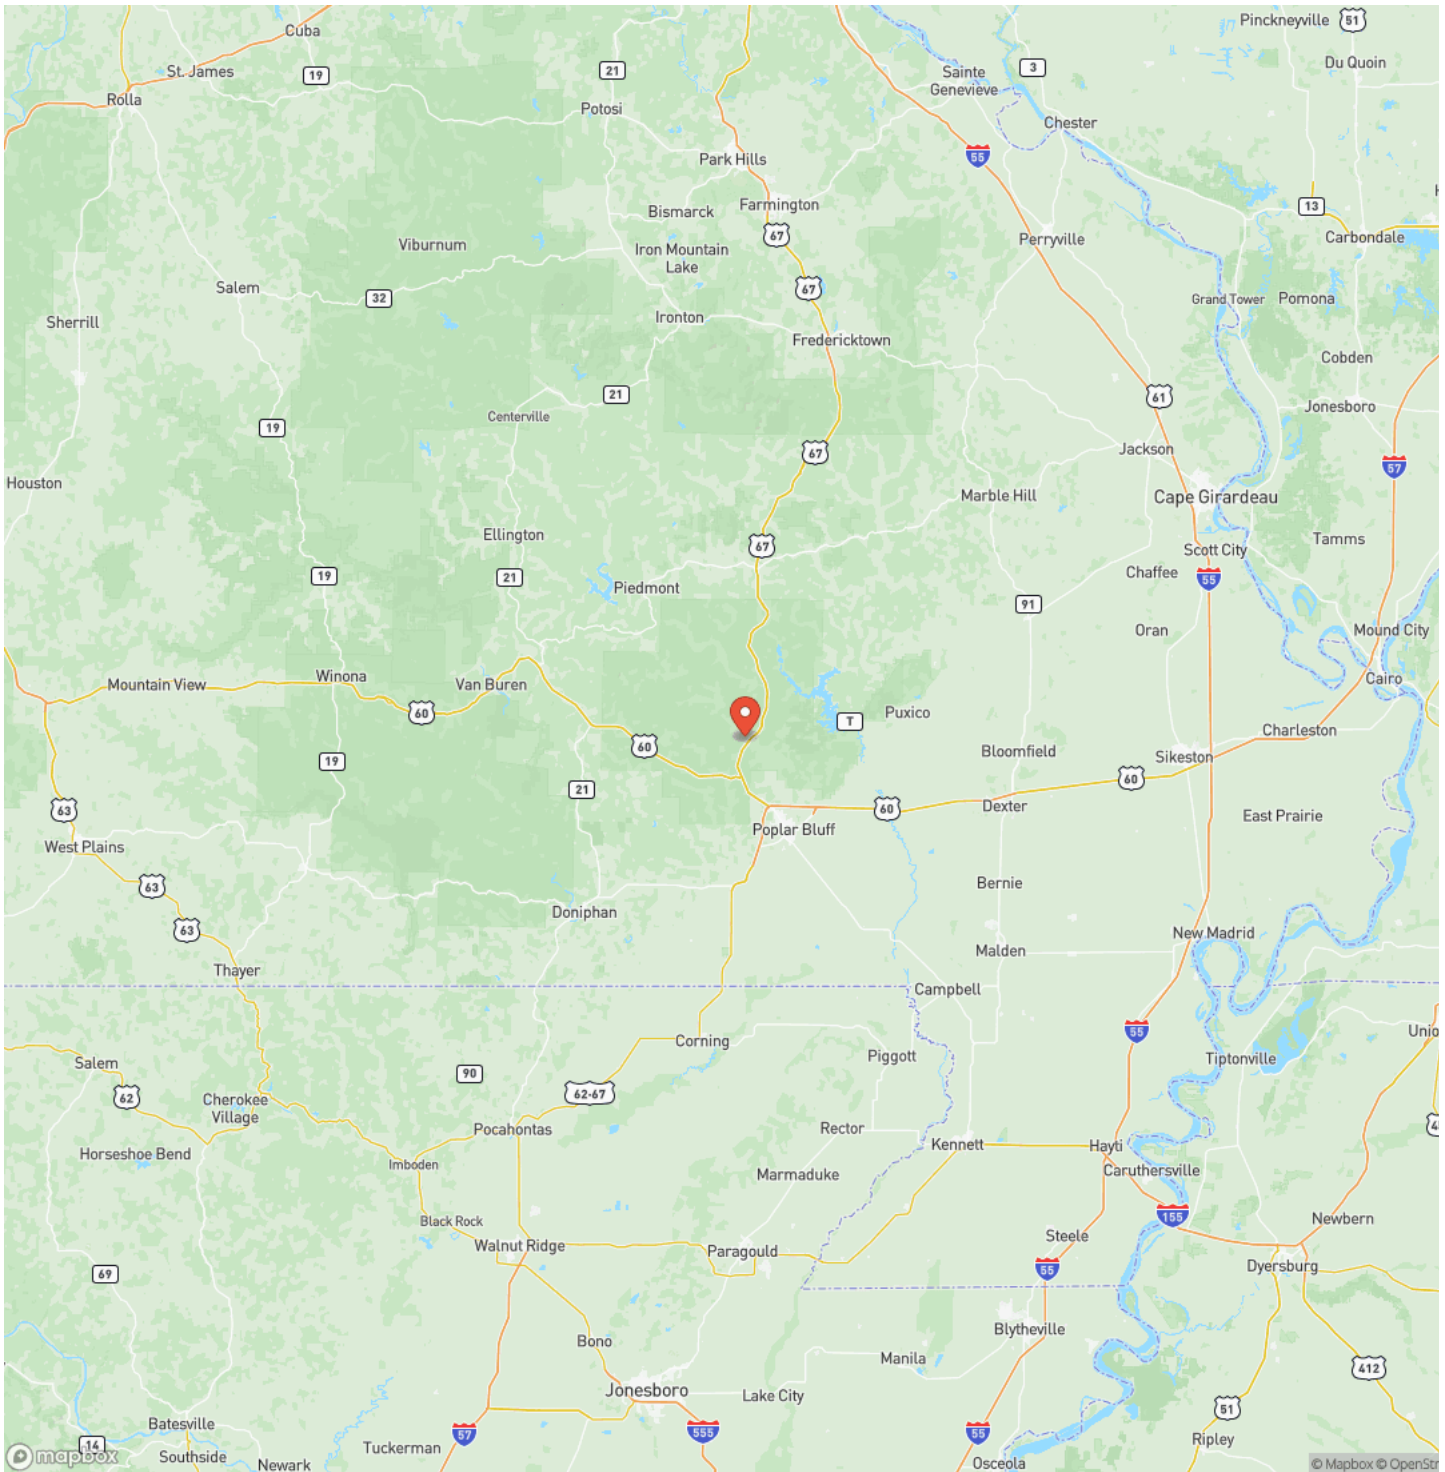 Cuba
Pinckneyville
51
Du Quoin
St. James
19
21
Sainte
Genevieve
3
Rolla
Potosi
Chester
Park Hills
55
Bismarck
Farmington
13
67
Viburnum
Iron Mountain
Lake
Perryville
Carbondale
Salem
32
67
Grand Tower
Pomona
Sherrill
Ironton
Fredericktown
Cobden
21
61
Centerville
Jonesboro
19
67
Jackson
57
Houston
Marble Hill
Cape Girardeau
Ellington
67
Tamms
Scott City
19
21
Piedmont
Chaffee
55
91
Oran
Mound City
Mountain View
Winona
Van Buren
Cairo
60
T
Puxico
60
Bloomfield
Charleston
19
Sikeston
60
63
21
60
Dexter
East Prairie
West Plains
Poplar Bluff
63
Bernie
Doniphan
63
New Madrid
Malden
Thayer
Campbell
55
Corning
Unio
Salem
Piggott
Tiptonville
90
62
62-67
Cherokee
Village
Pocahontas
Rector
Horseshoe Bend
Kennett
Hayti
Imboden
Marmaduke
Caruthersville
155
Black Rock
Newbern
Walnut Ridge
Paragould
Steele
69
55
Dyersburg
Bono
Blytheville
Manila
412
Jonesboro
Lake City
51
Batesville
57
555
55
Ripley
14
mapbox
Tuckerman
Southside
Newark
Osceola
© Mapbox © OpenStr